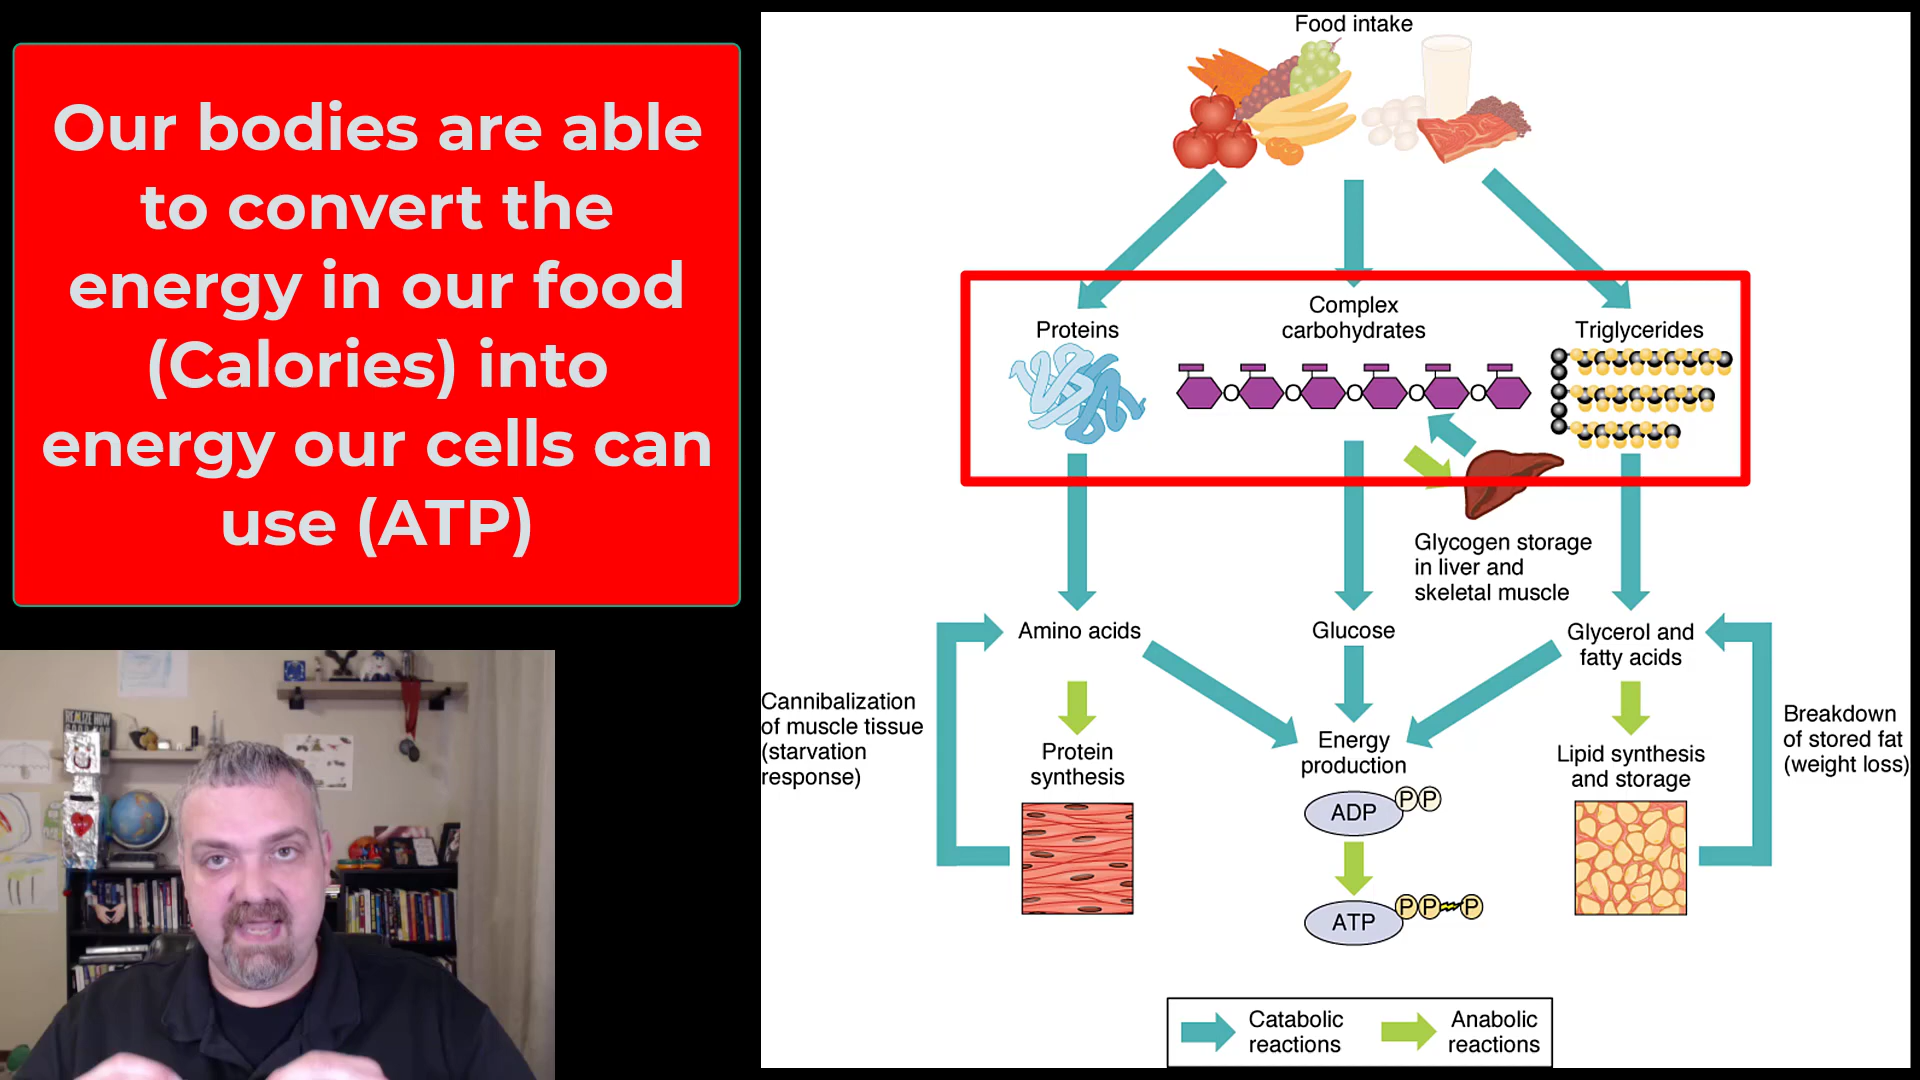 Our bodies are able
to convert the
energy in our food
(Calories) into
energy our cells can
use (ATP)
Food intake
Proteins
Complex
carbohydrates
Triglycerides
O O O O O
Glycogen storage
in liver and
skeletal muscle
Amino acids
Glucose
Glycerol and
fatty acids
Cannibalization
of muscle tissue
(starvation
response)
Protein
synthesis
Energy
production
Lipid synthesis
and storage
Breakdown
of stored fat
(weight loss)
ADP P P
ATP P P P
Catabolic
reactions
Anabolic
reactions
REALIZE HOW